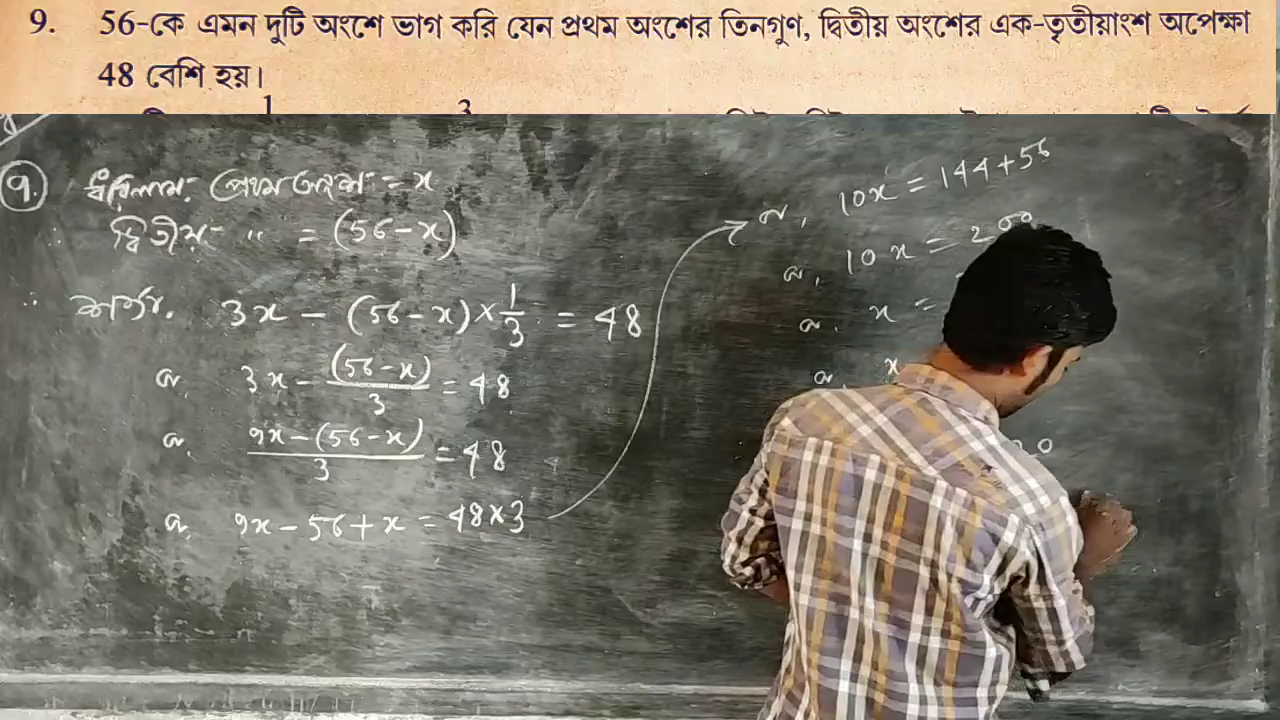 9. 56-কে এমন দুটি অংশে ভাগ করি যেন প্রথম অংশের তিনগুণ, দ্বিতীয় অংশের এক-তৃতীয়াংশ অপেক্ষা
48 বেশি হয়।
9. ধরিলাম, প্রথম অংশ = x
∴ দ্বিতীয় " = (56-x)
∴ শর্তে, 3x - (56-x) × 1/3 = 48
বা, 3x - (56-x)/3 = 48
বা, 9x-(56-x)/3 = 48
বা, 9x - 56 + x = 48×3
বা, 10x = 144+56
বা, 10x = 200
বা, x =
বা, x
20